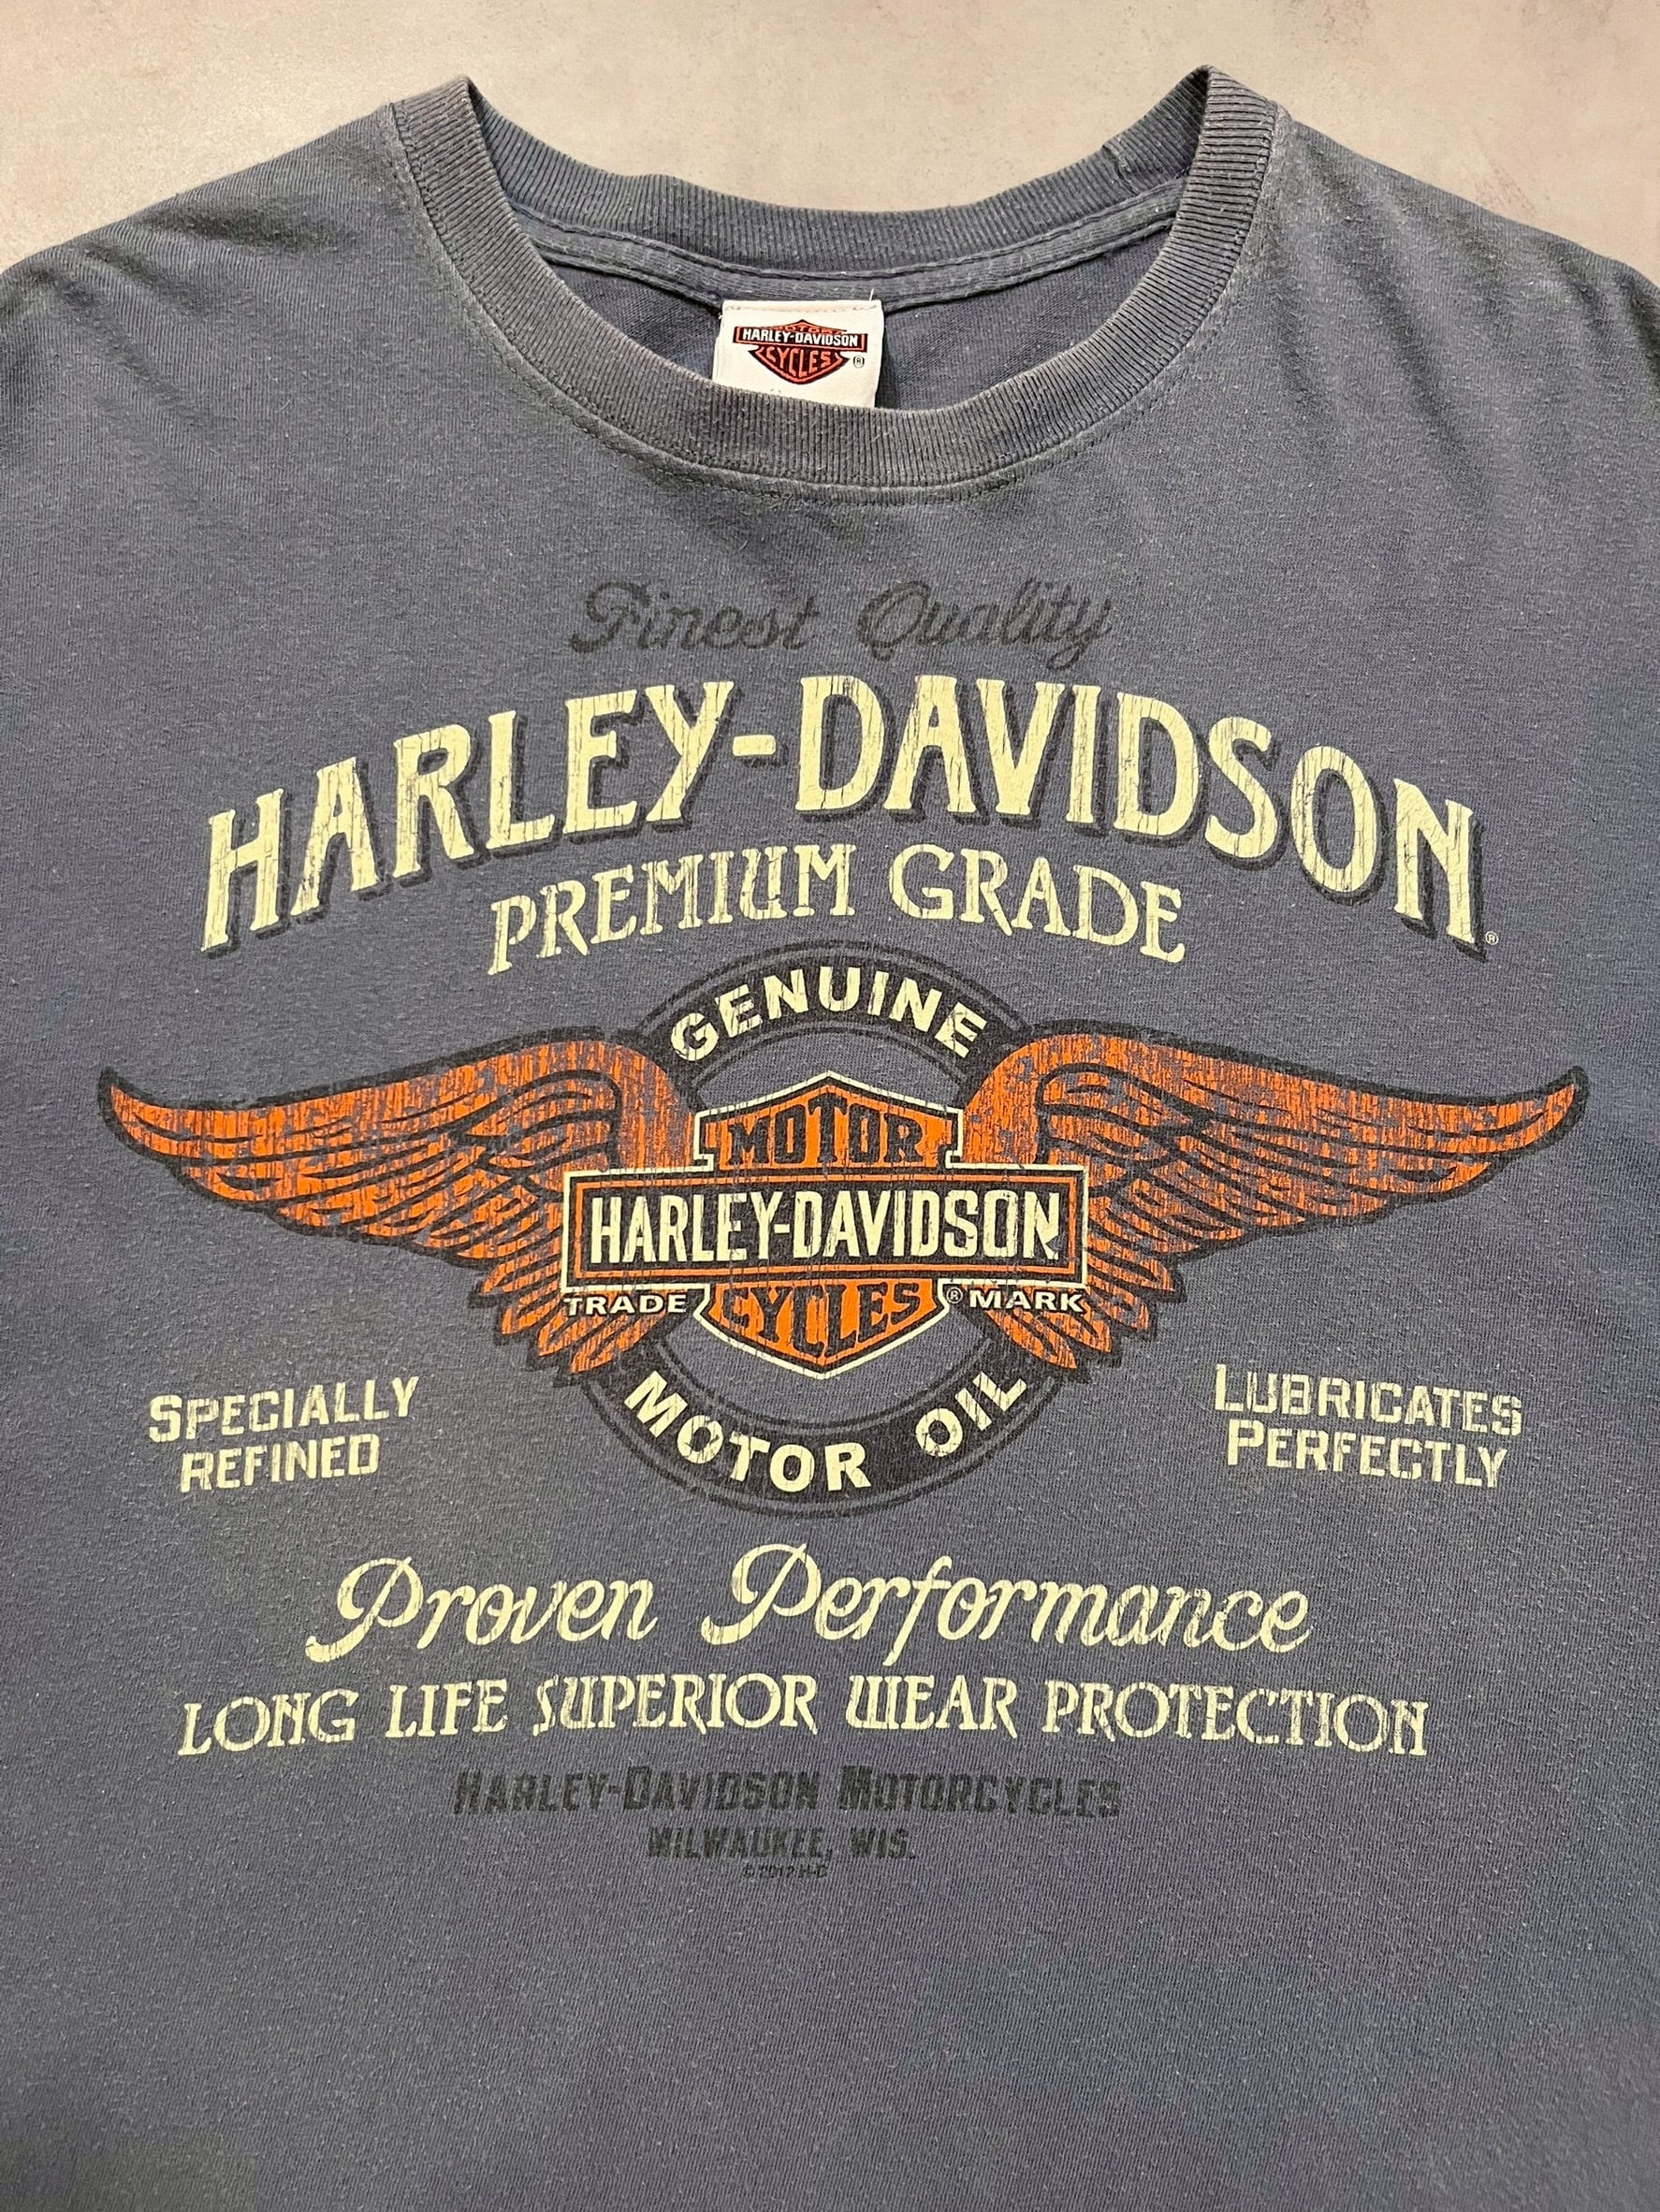 MOTOR
HARLEY-DAVIDSON
CYCLES ®
Finest Quality
HARLEY-DAVIDSON ®
PREMIUM GRADE
GENUINE
MOTOR
HARLEY-DAVIDSON
TRADE CYCLES ® MARK
MOTOR OIL
SPECIALLY
REFINED
LUBRICATES
PERFECTLY
Proven Performance
LONG LIFE SUPERIOR WEAR PROTECTION
HARLEY-DAVIDSON MOTORCYCLES
MILWAUKEE, WIS.
© 2012 H-D